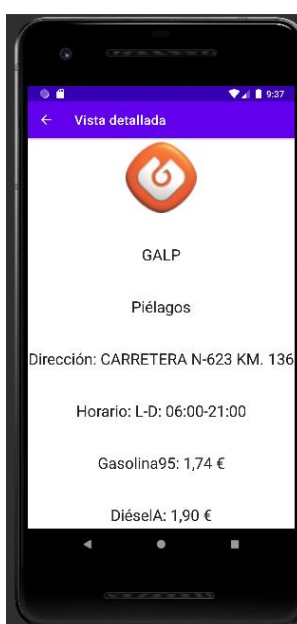 9:37
Vista detallada
GALP
Piélagos
Dirección: CARRETERA N-623 KM. 136
Horario: L-D: 06:00-21:00
Gasolina95: 1,74 €
DiéselA: 1,90 €